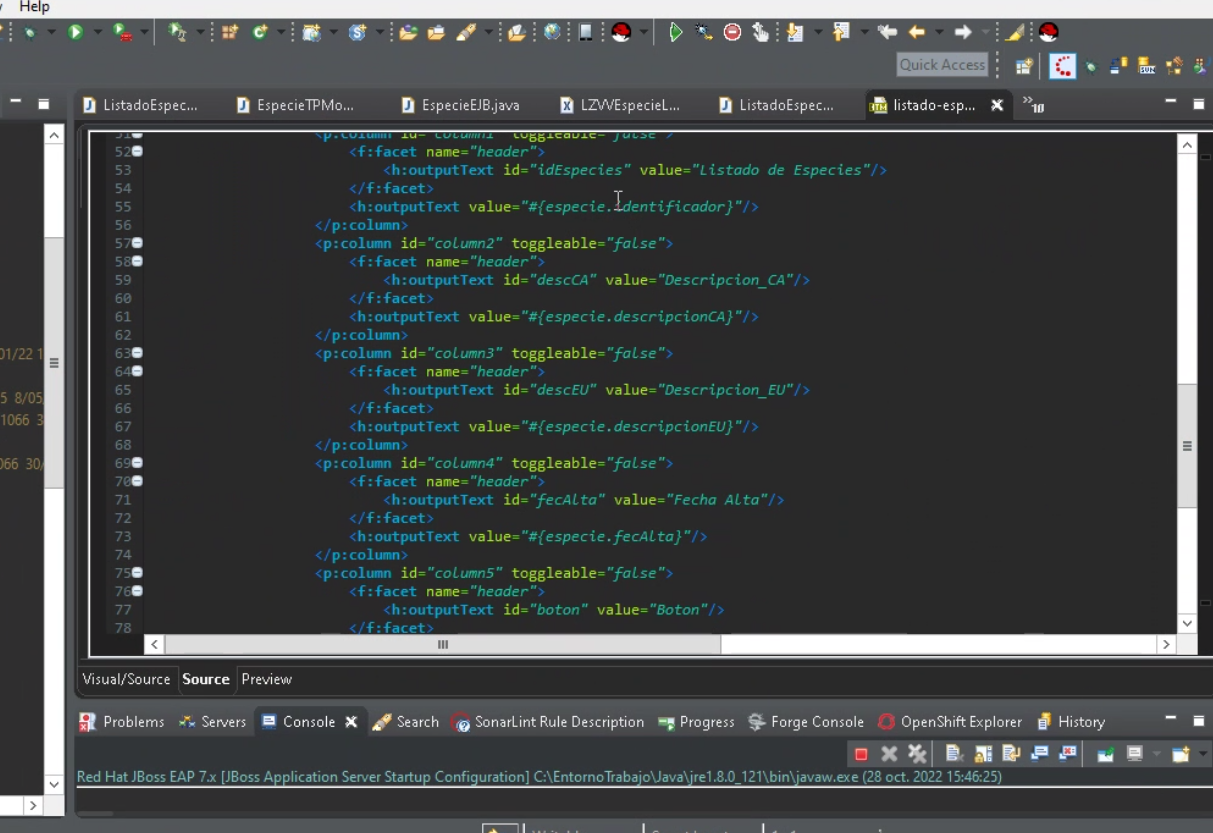 Help
Quick Access
ListadoEspec... EspecieTPMo... EspecieEJB.java LZVVEspecieL... ListadoEspec... listado-esp... »10
51 <p:column id="column1" toggleable="false">
52 <f:facet name="header">
53 <h:outputText id="idEspecies" value="Listado de Especies"/>
54 </f:facet>
55 <h:outputText value="#{especie.identificador}"/>
56 </p:column>
57 <p:column id="column2" toggleable="false">
58 <f:facet name="header">
59 <h:outputText id="descCA" value="Descripcion_CA"/>
60 </f:facet>
61 <h:outputText value="#{especie.descripcionCA}"/>
62 </p:column>
63 <p:column id="column3" toggleable="false">
64 <f:facet name="header">
65 <h:outputText id="descEU" value="Descripcion_EU"/>
66 </f:facet>
67 <h:outputText value="#{especie.descripcionEU}"/>
68 </p:column>
69 <p:column id="column4" toggleable="false">
70 <f:facet name="header">
71 <h:outputText id="fecAlta" value="Fecha Alta"/>
72 </f:facet>
73 <h:outputText value="#{especie.fecAlta}"/>
74 </p:column>
75 <p:column id="column5" toggleable="false">
76 <f:facet name="header">
77 <h:outputText id="boton" value="Boton"/>
78 </f:facet>
01/22 1
5 8/05
1066 3
066 30/
Visual/Source Source Preview
Problems Servers Console Search SonarLint Rule Description Progress Forge Console OpenShift Explorer History
Red Hat JBoss EAP 7.x [JBoss Application Server Startup Configuration] C:\EntornoTrabajo\Java\jre1.8.0_121\bin\javaw.exe (28 oct. 2022 15:46:25)